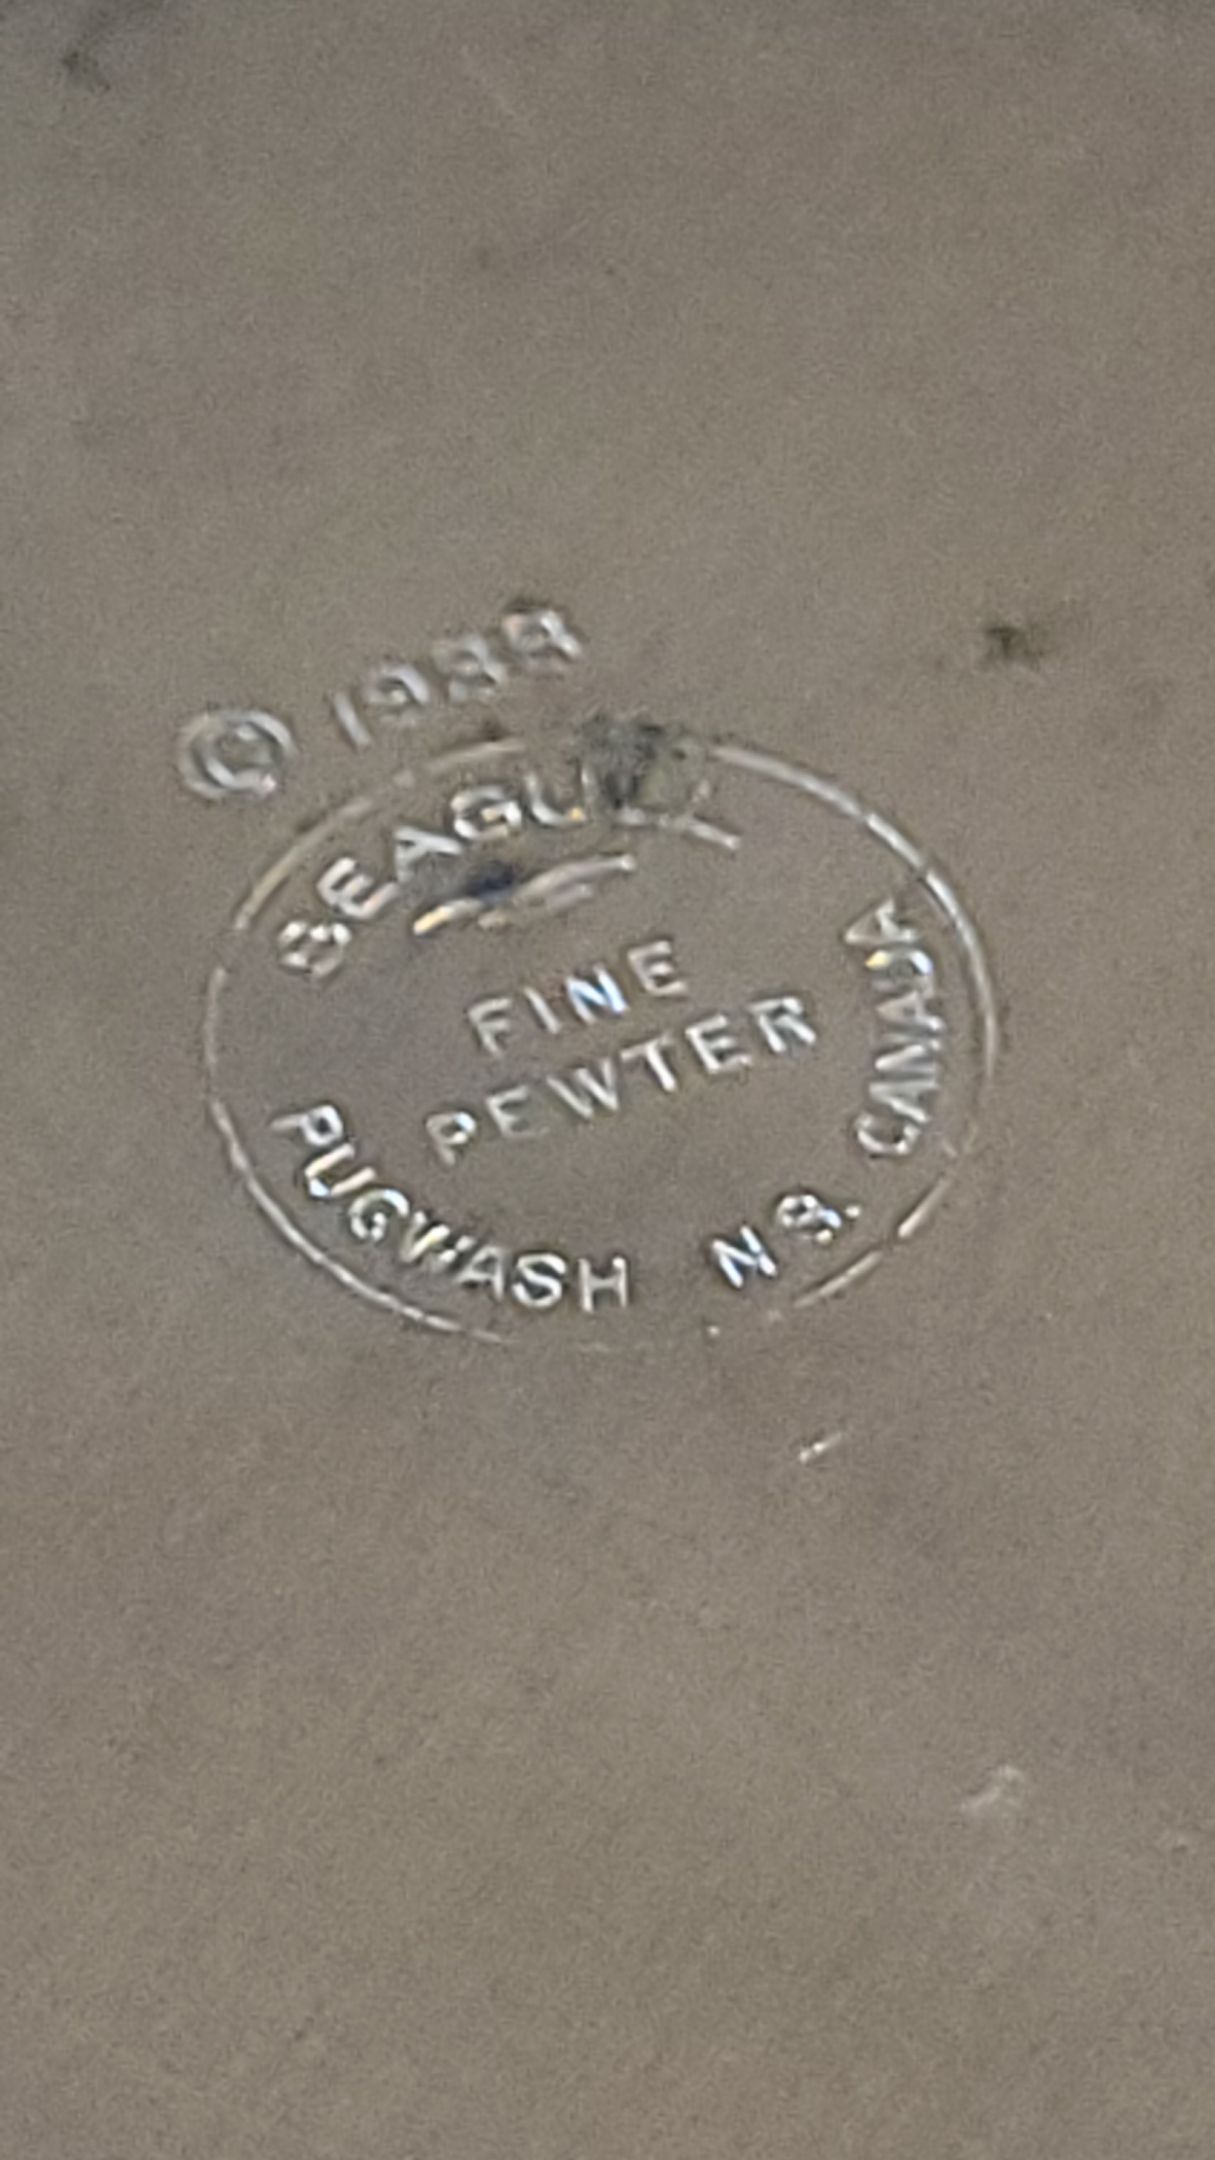 © 1988
SEAGULL
FINE
PEWTER
PUGWASH N.S. CANADA